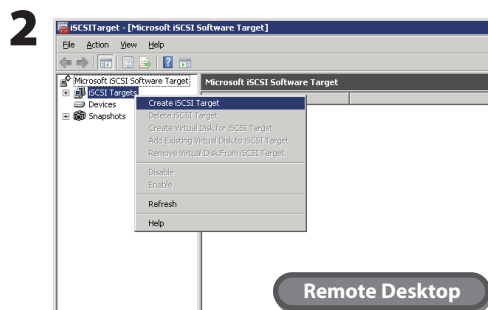 2
iSCSITarget - [Microsoft iSCSI Software Target]
File Action View Help
Microsoft iSCSI Software Target
iSCSI Targets
Devices
Snapshots
Microsoft iSCSI Software Target
Create iSCSI Target
Delete iSCSI Target
Create Virtual Disk for iSCSI Target
Add Existing Virtual Disk to iSCSI Target
Remove Virtual Disk From iSCSI Target
Disable
Enable
Refresh
Help
Remote Desktop